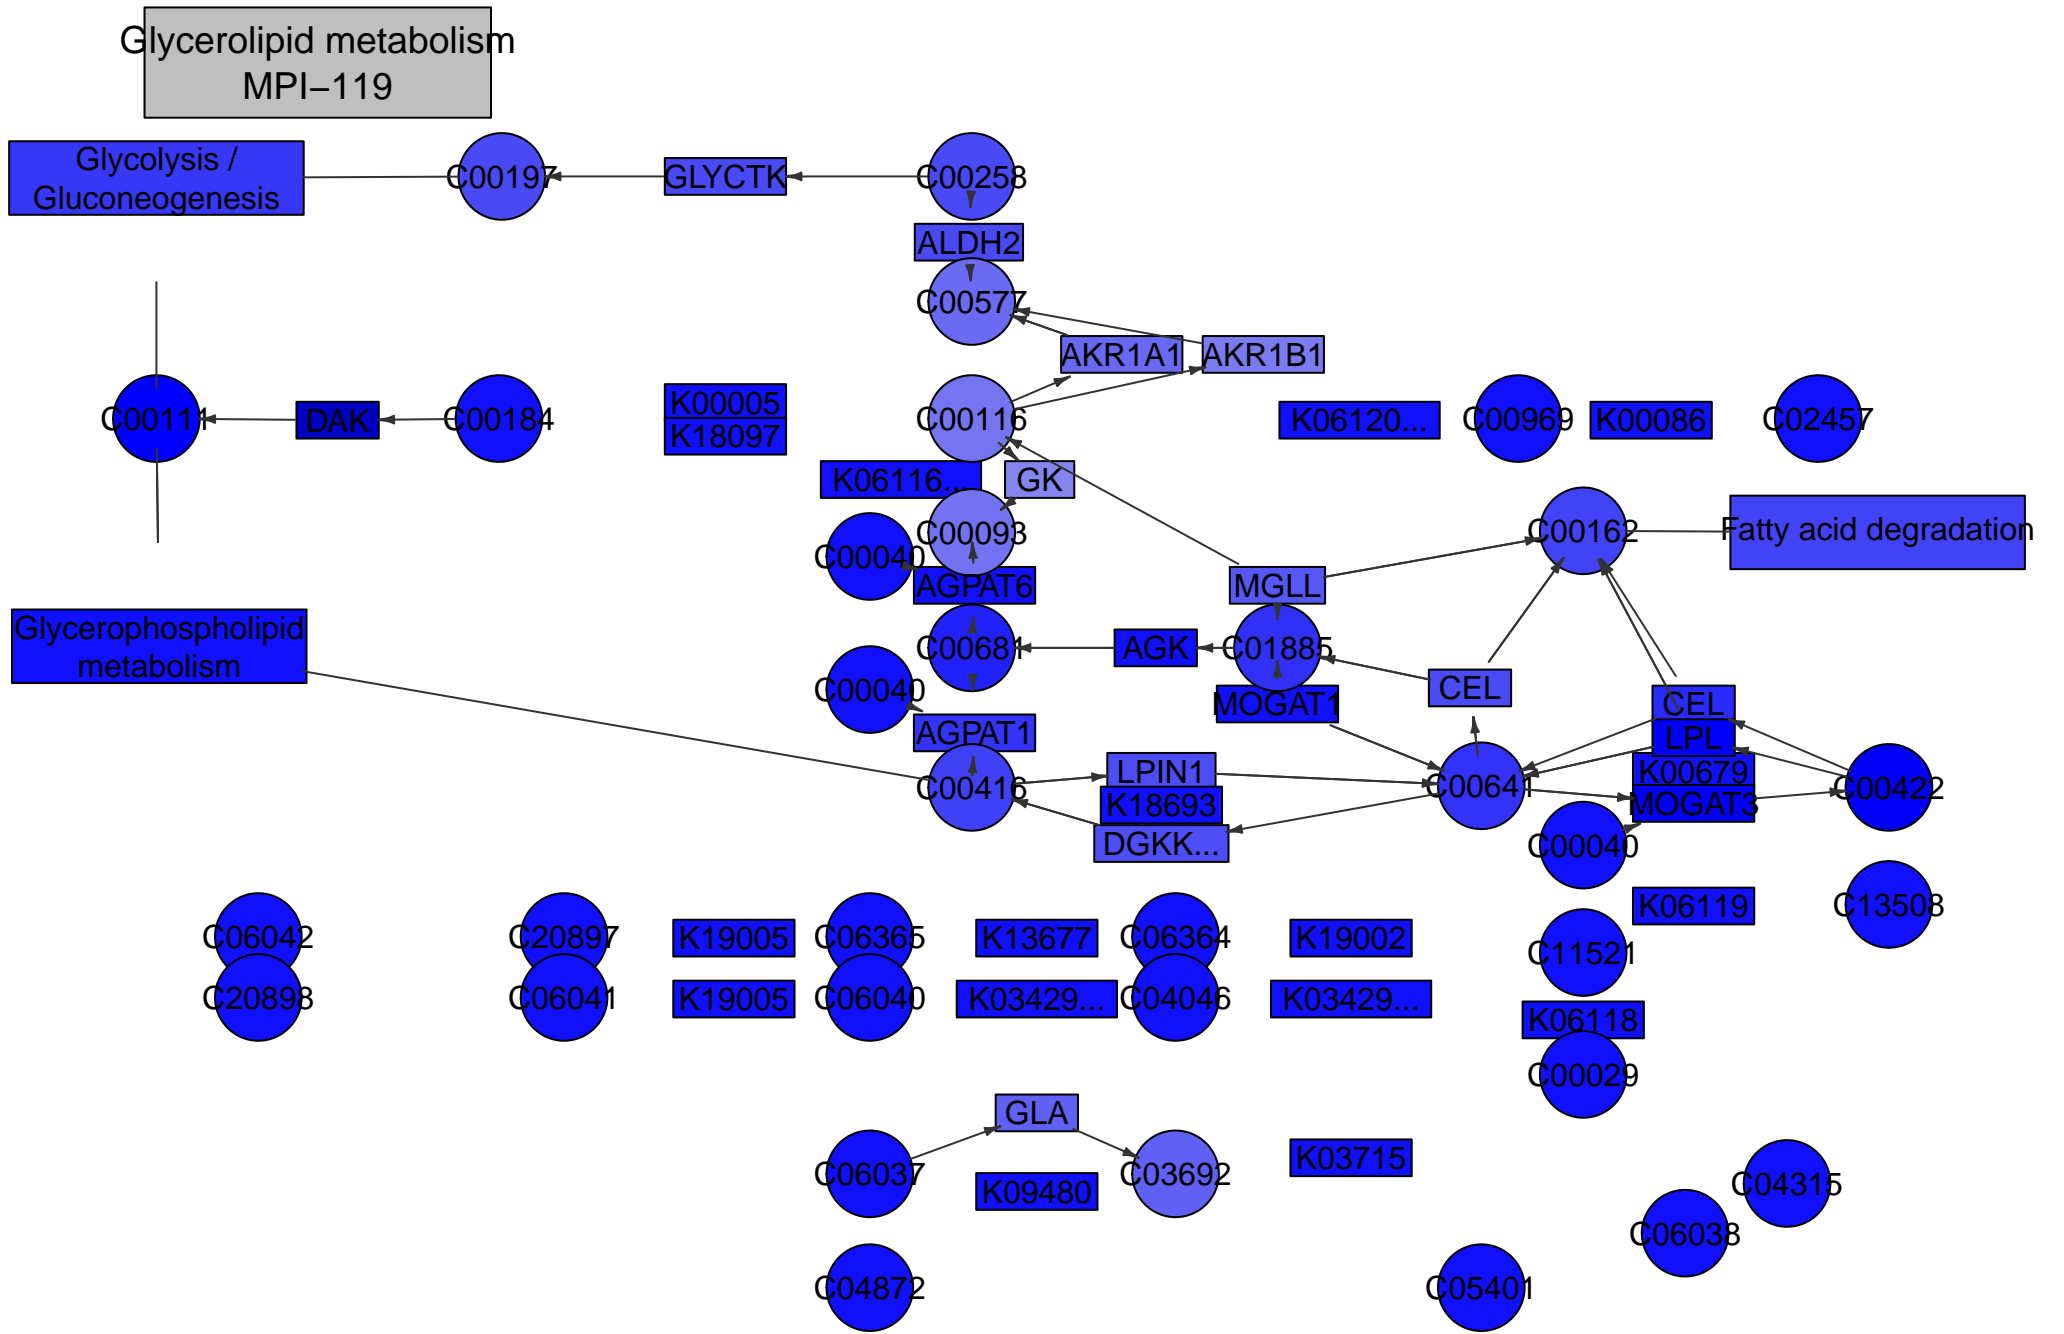 Glycerolipid metabolism
MPI−119
Glycolysis /
Gluconeogenesis
C00197
GLYCTK
C00258
ALDH2
C00577
AKR1A1
AKR1B1
C00111
DAK
C00184
K00005
K18097
C00116
K06120...
C00969
K00086
C02457
K06116...
GK
C00093
C00162
Fatty acid degradation
C00040
AGPAT6
MGLL
Glycerophospholipid
metabolism
C00681
AGK
C01885
C00040
MOGAT1
CEL
CEL
AGPAT1
LPL
LPIN1
K00679
C00416
C00641
C00422
K18693
MOGAT3
DGKK...
C00040
K06119
C13508
C06042
C20897
K19005
C06365
K13677
C06364
K19002
C11521
C20898
C06041
K19005
C06040
K03429...
C04046
K03429...
K06118
C00029
GLA
K03715
C06037
C03692
K09480
C04315
C06038
C04872
C05401